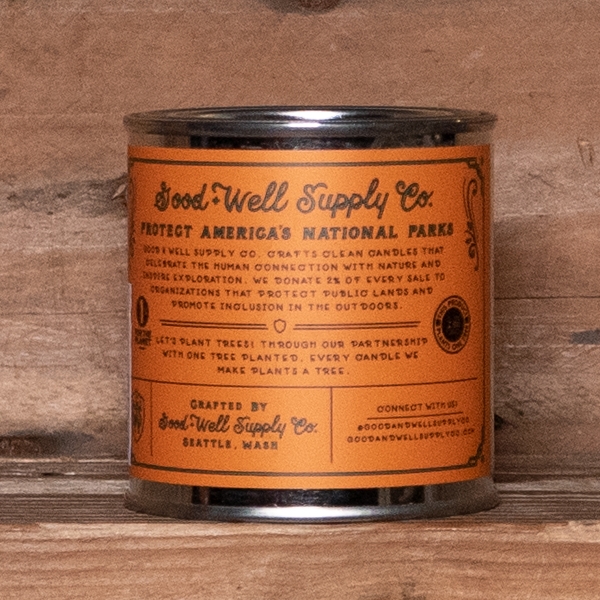 Good & Well Supply Co.
PROTECT AMERICA'S NATIONAL PARKS
GOOD & WELL SUPPLY CO. CRAFTS CLEAN CANDLES THAT
CELEBRATE THE HUMAN CONNECTION WITH NATURE AND
INSPIRE EXPLORATION. WE DONATE 2% OF EVERY SALE TO
ORGANIZATIONS THAT PROTECT PUBLIC LANDS AND
PROMOTE INCLUSION IN THE OUTDOORS.
LET'S PLANT TREES! THROUGH OUR PARTNERSHIP
WITH ONE TREE PLANTED, EVERY CANDLE WE
MAKE PLANTS A TREE.
CRAFTED BY
Good & Well Supply Co.
SEATTLE, WASH
CONNECT WITH US!
@GOODANDWELLSUPPLYCO
GOODANDWELLSUPPLYCO.COM